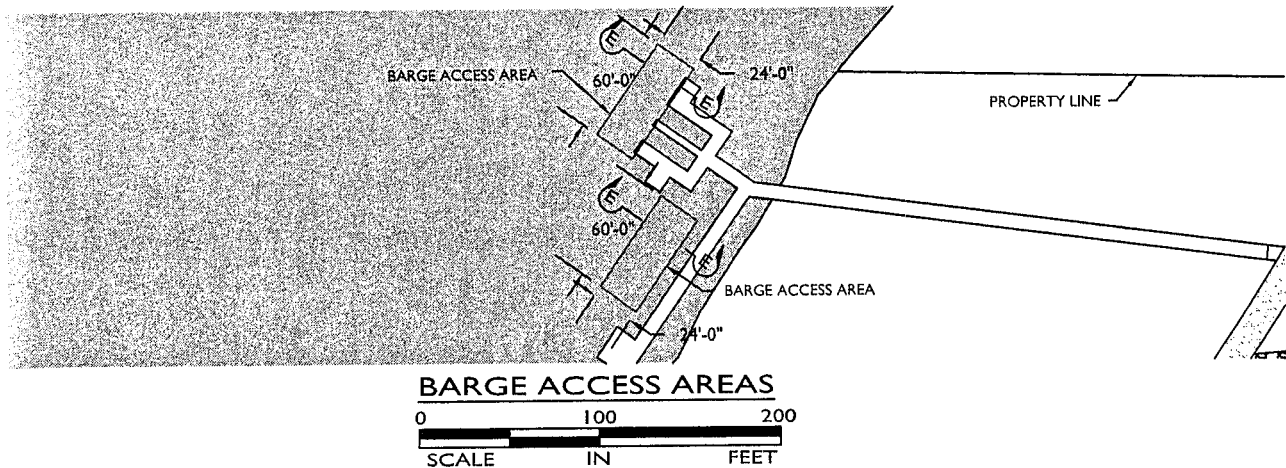 E
BARGE ACCESS AREA
60'-0"
24'-0"
E
PROPERTY LINE
E
60'-0"
E
BARGE ACCESS AREA
24'-0"
BARGE ACCESS AREAS
0 100 200
SCALE IN FEET